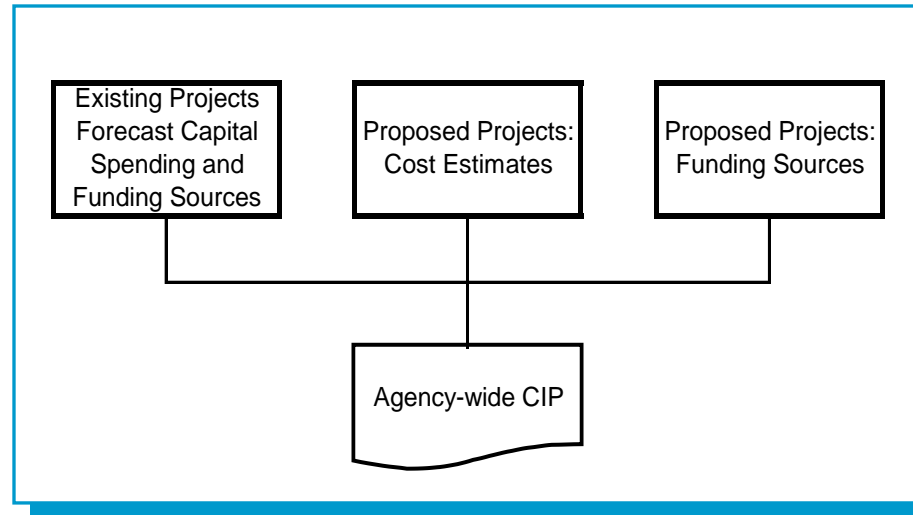 Existing Projects
Forecast Capital
Spending and
Funding Sources
Proposed Projects:
Cost Estimates
Proposed Projects:
Funding Sources
Agency-wide CIP